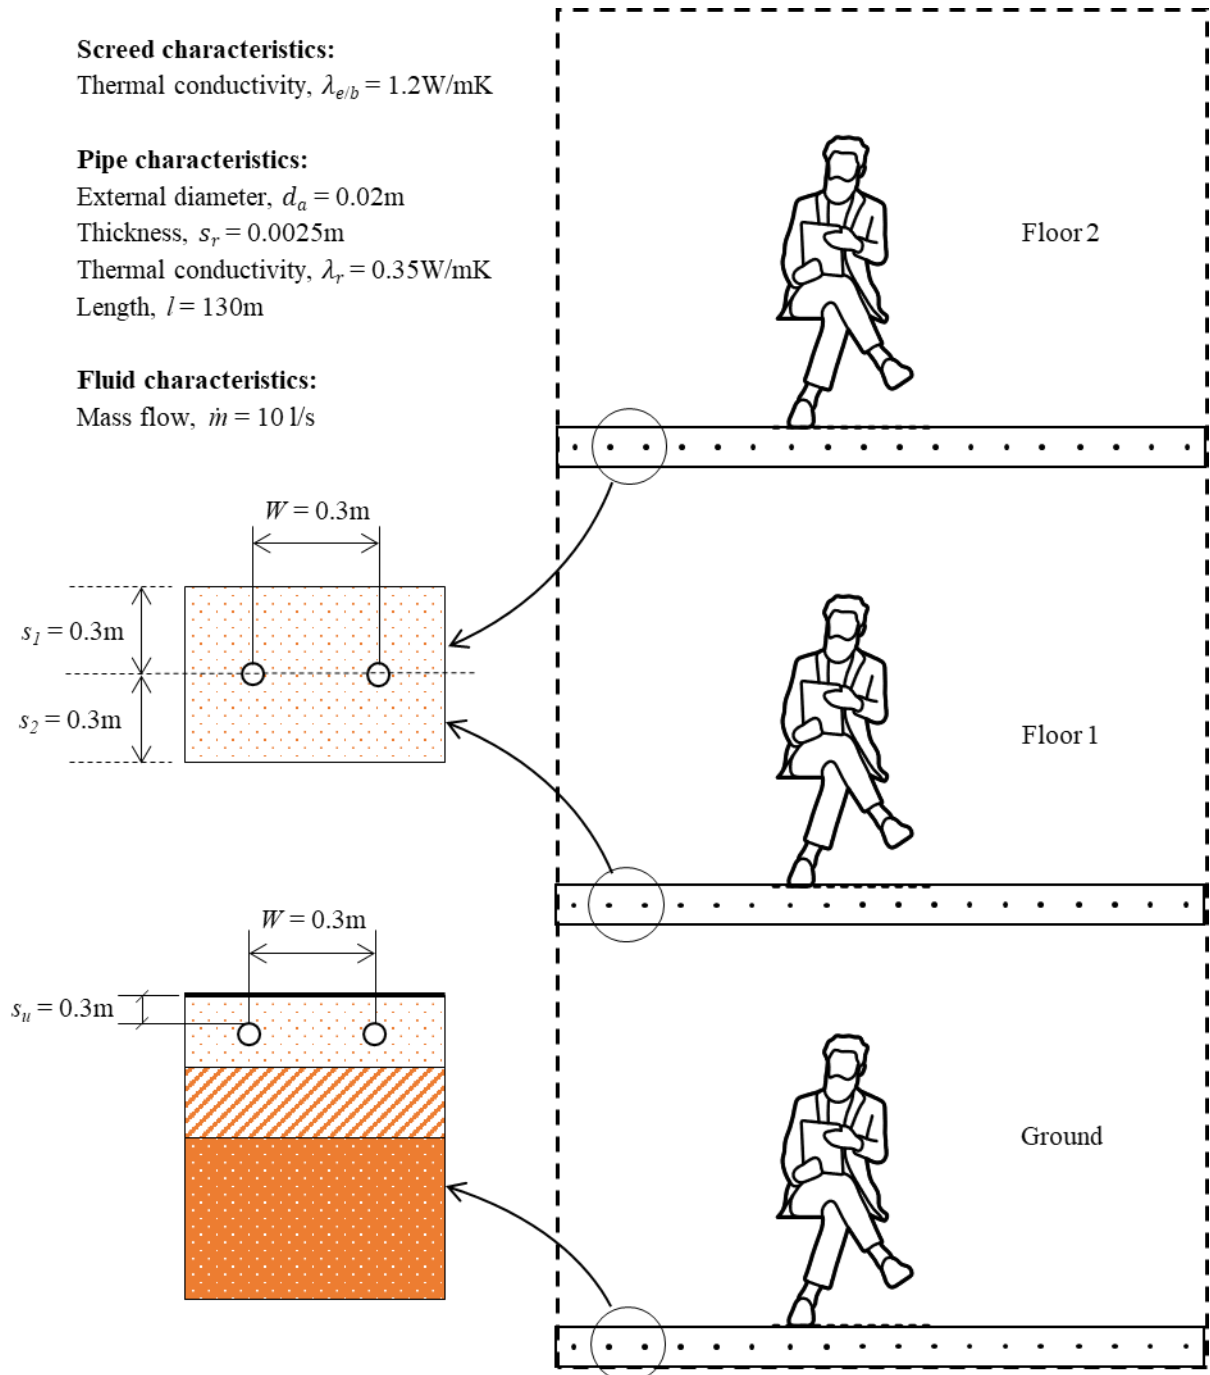 Screed characteristics:
Thermal conductivity, λe/b = 1.2W/mK
Pipe characteristics:
External diameter, da = 0.02m
Thickness, sr = 0.0025m
Thermal conductivity, λr = 0.35W/mK
Length, l = 130m
Fluid characteristics:
Mass flow, ṁ = 10 l/s
Floor 2
W = 0.3m
s1 = 0.3m
s2 = 0.3m
Floor 1
W = 0.3m
su = 0.3m
Ground